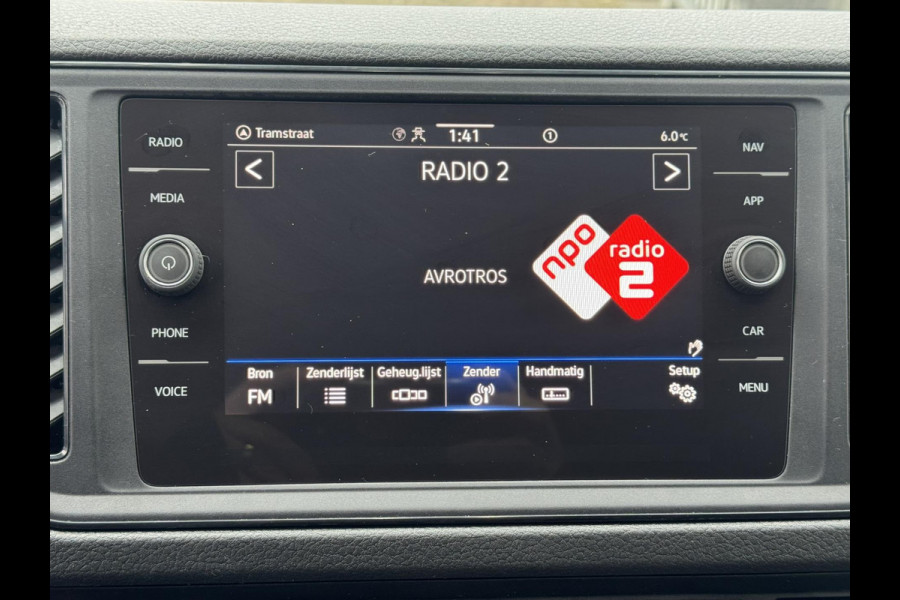 RADIO
MEDIA
PHONE
VOICE
Tramstraat 1:41 1 6.0°C
< RADIO 2 >
AVROTROS
npo radio 2
Bron Zenderlijst Geheug.lijst Zender Handmatig Setup
FM
NAV
APP
CAR
MENU